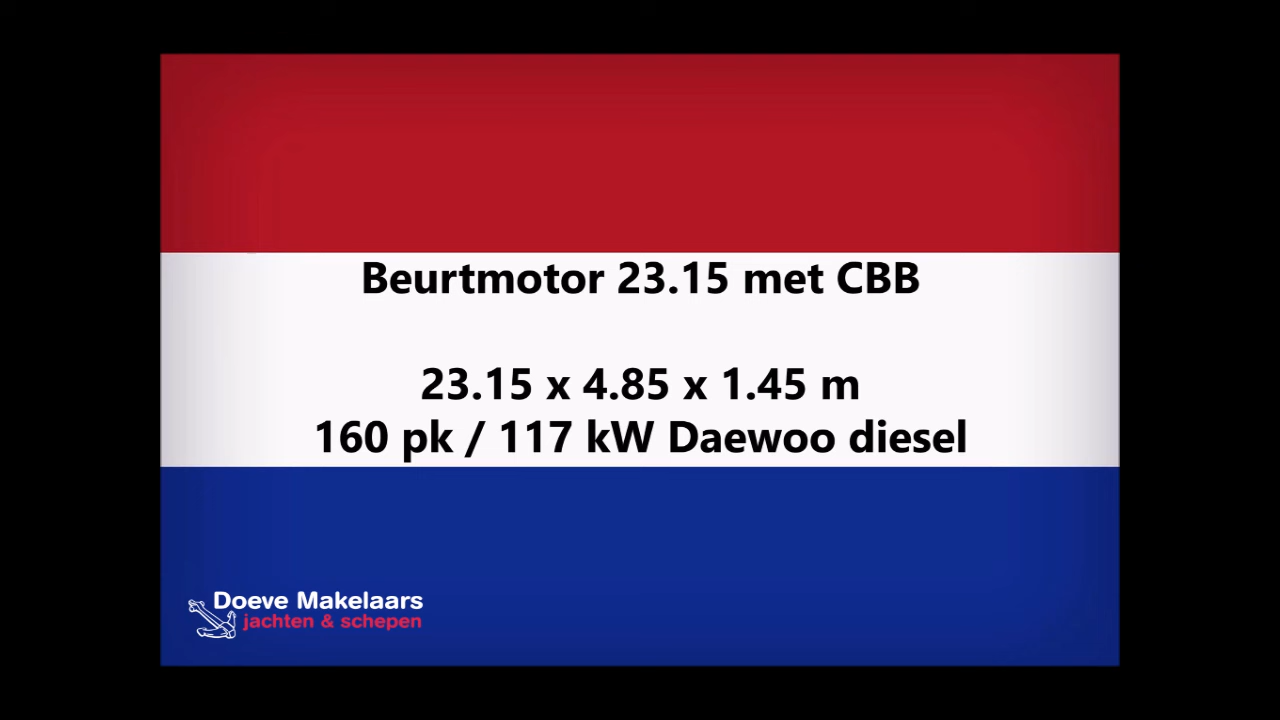 Beurtmotor 23.15 met CBB
23.15 x 4.85 x 1.45 m
160 pk / 117 kW Daewoo diesel
Doeve Makelaars
jachten & schepen